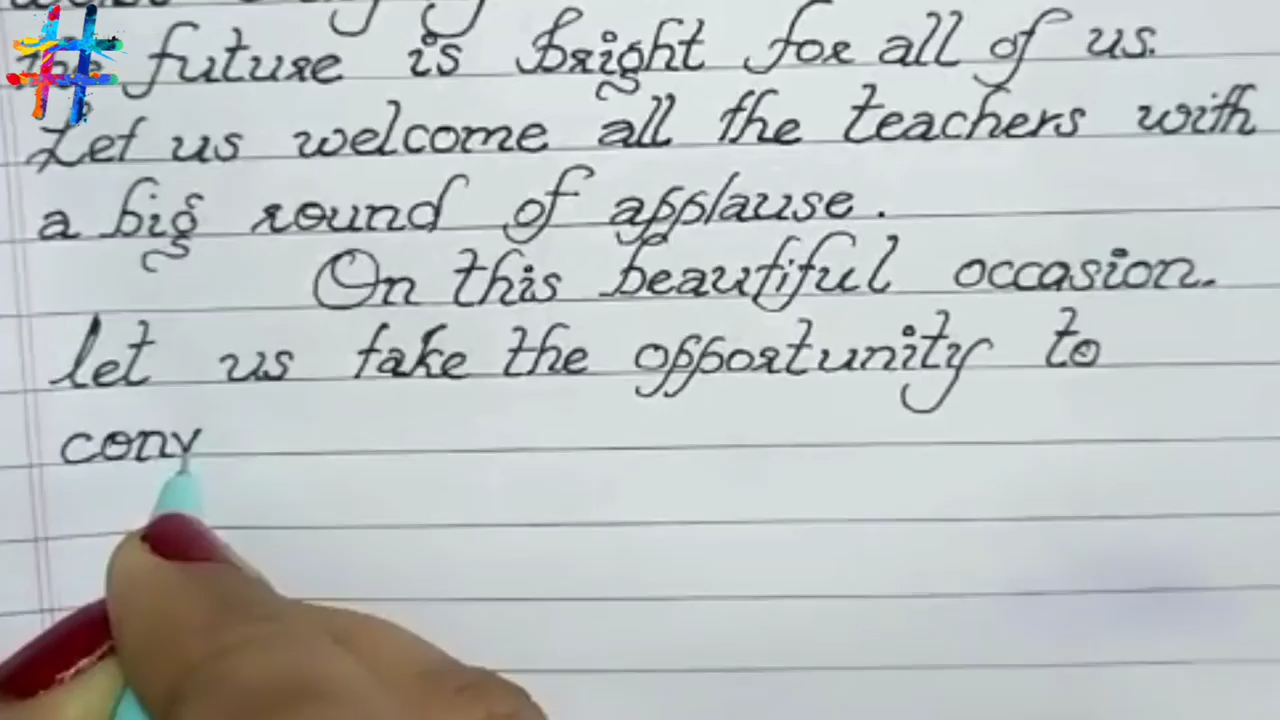 the future is bright for all of us.
Let us welcome all the teachers with
a big round of applause.
On this beautiful occasion.
let us take the opportunity to
conv